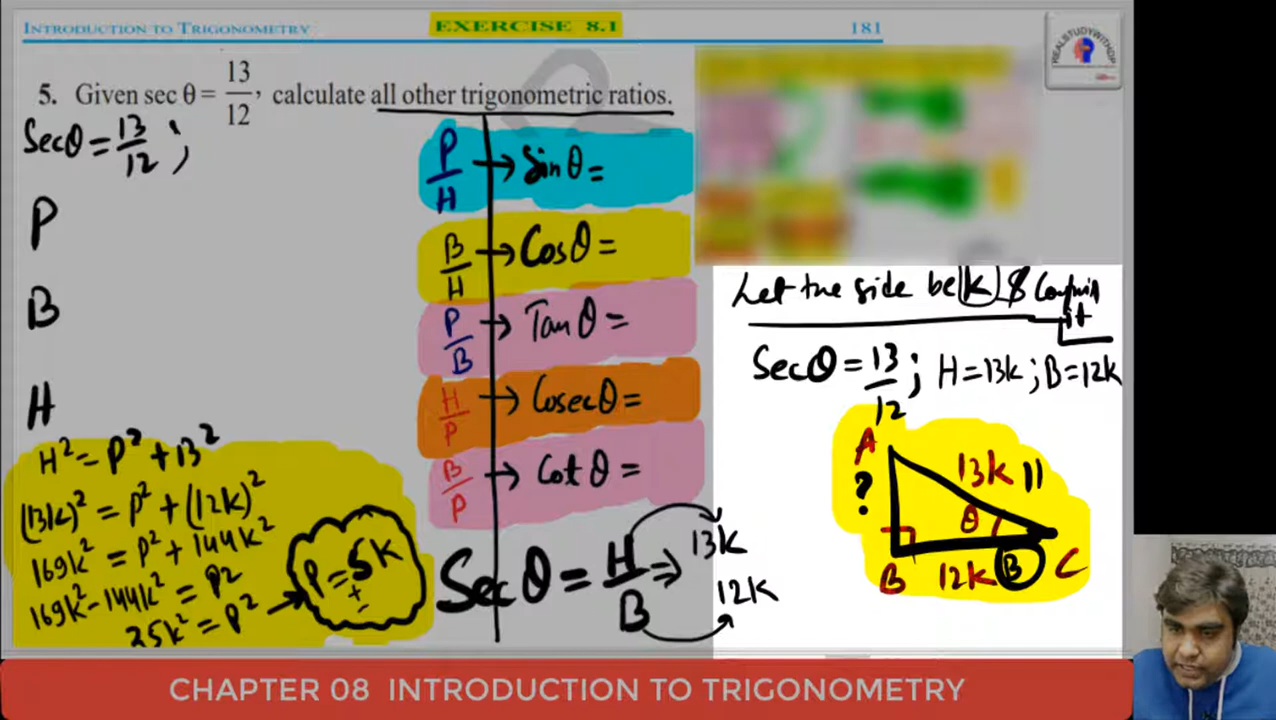 INTRODUCTION TO TRIGONOMETRY EXERCISE 8.1 181
REALSTUDYWITHOP
5. Given sec θ = 13/12, calculate all other trigonometric ratios.
Secθ = 13/12 ;
P
B
H
H² = P² + B²
(13k)² = P² + (12k)²
169k² = P² + 144k²
169k² - 144k² = P²
25k² = P²
P = 5k
+
-
P/H → Sin θ =
B/H → Cos θ =
P/B → Tan θ =
H/P → Cosec θ =
B/P → Cot θ =
Sec θ = H/B ⇒ 13k
12k
Let the side be k &
it
Sec θ = 13/12 ; H = 13k ; B = 12k
A
13k
?
θ
B 12k B C
CHAPTER 08 INTRODUCTION TO TRIGONOMETRY